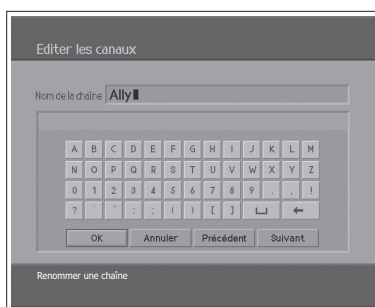 Editer les canaux
Nom de la chaîne Ally
A B C D E F G H I J K L M
N O P Q R S T U V W X Y Z
0 1 2 3 4 5 6 7 8 9 . , !
? ' " : ; ( ) [ ]
OK Annuler Précédent Suivant
Renommer une chaîne